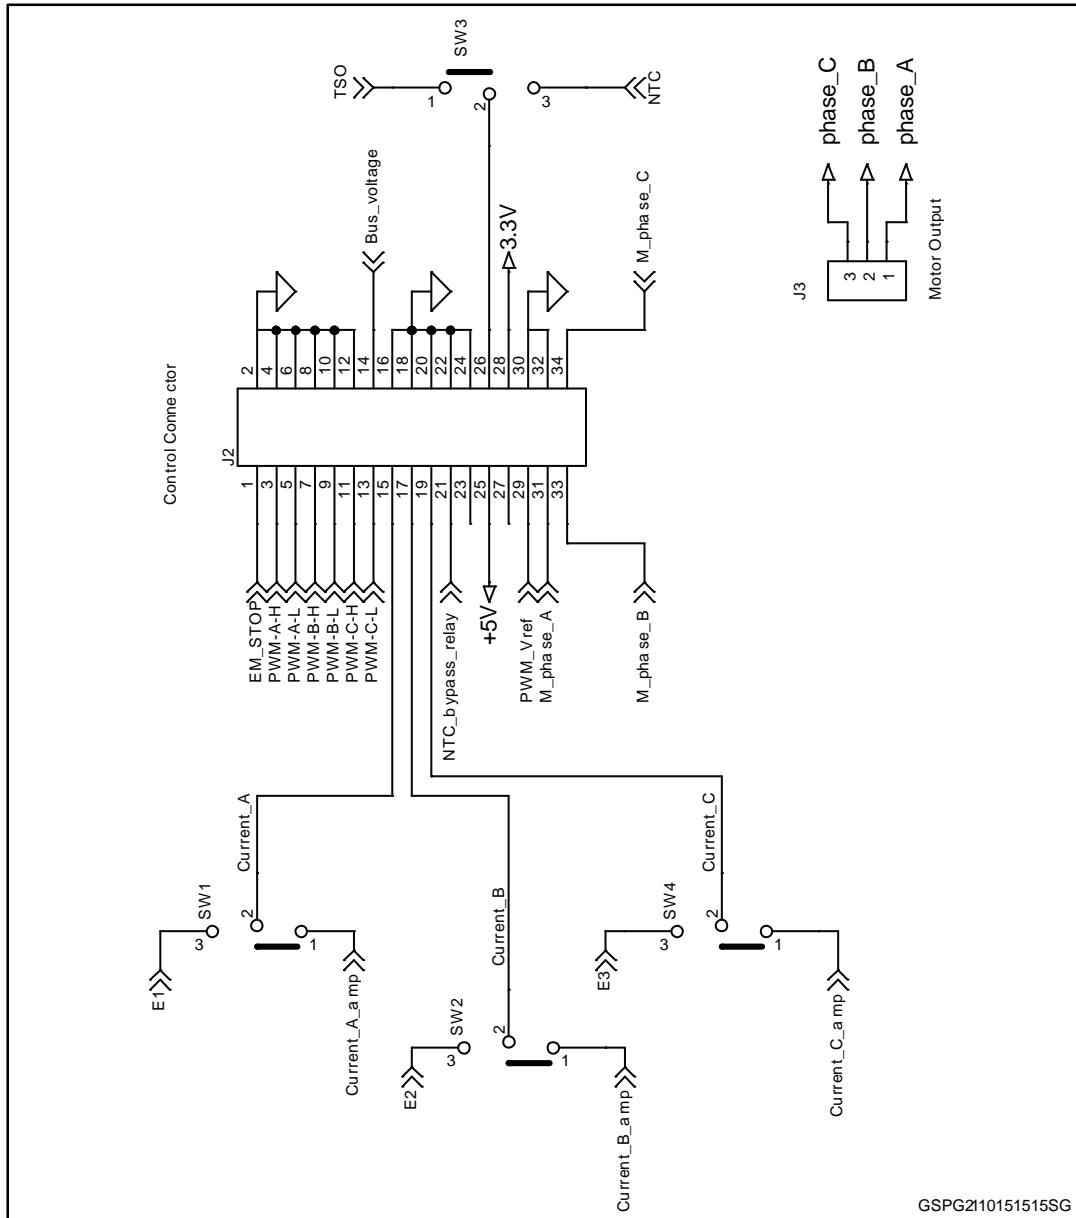 SW3
TSO
1
2
3
NTC
phase_C
phase_B
phase_A
3
2
1
J3
Motor Output
Bus_voltage
3.3V
M_phase_C
Control Connector
J2
2
4
6
8
10
12
14
16
18
20
22
24
26
28
30
32
34
1
3
5
7
9
11
13
15
17
19
21
23
25
27
29
31
33
EM_STOP
PWM-A-H
PWM-A-L
PWM-B-H
PWM-B-L
PWM-C-H
PWM-C-L
NTC_bypass_relay
+5V
PWM_Vref
M_phase_A
M_phase_B
Current_A
SW1
2
3
1
E1
Current_A_amp
Current_B
SW2
2
3
1
E2
Current_B_amp
Current_C
SW4
2
3
1
E3
Current_C_amp
GSPG2110151515SG